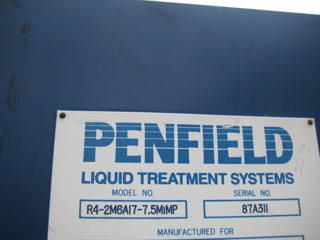 PENFIELD
LIQUID TREATMENT SYSTEMS
MODEL NO. SERIAL NO.
R4-2M6A17-7.5MiMP 87A311
MANUFACTURED FOR